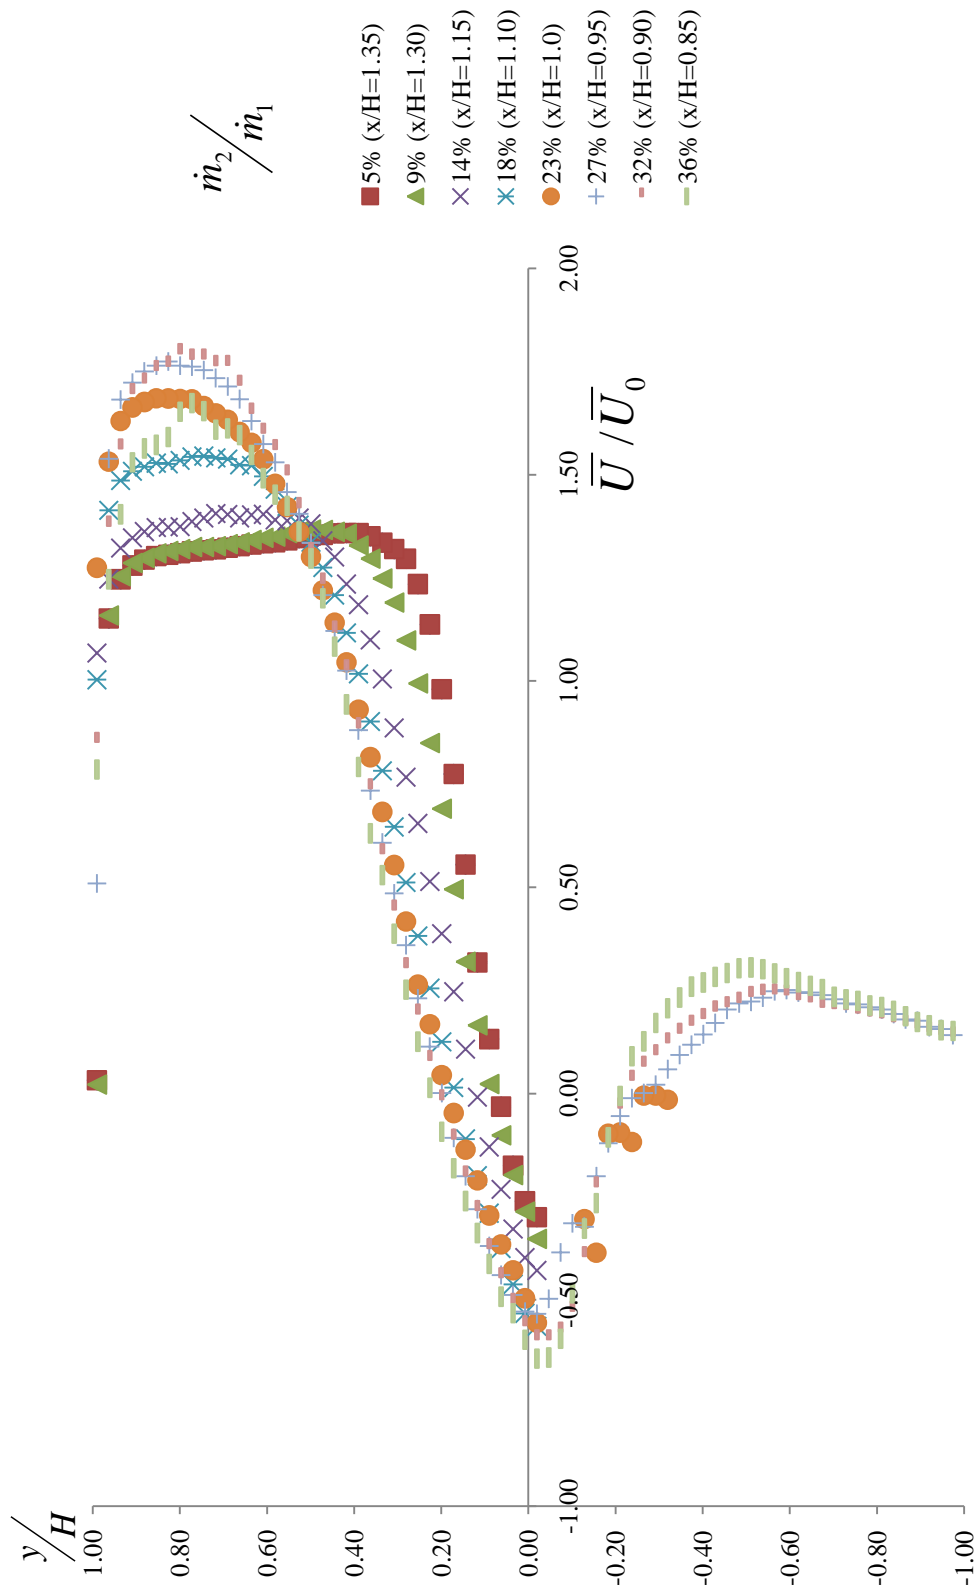 y/H
1.00
0.80
0.60
0.40
0.20
0.00
-0.20
-0.40
-0.60
-0.80
-1.00
-1.00
-0.50
0.00
0.50
1.00
1.50
2.00
U̅ / U̅₀
ṁ₂/ṁ₁
5% (x/H=1.35)
9% (x/H=1.30)
14% (x/H=1.15)
18% (x/H=1.10)
23% (x/H=1.0)
27% (x/H=0.95)
32% (x/H=0.90)
36% (x/H=0.85)